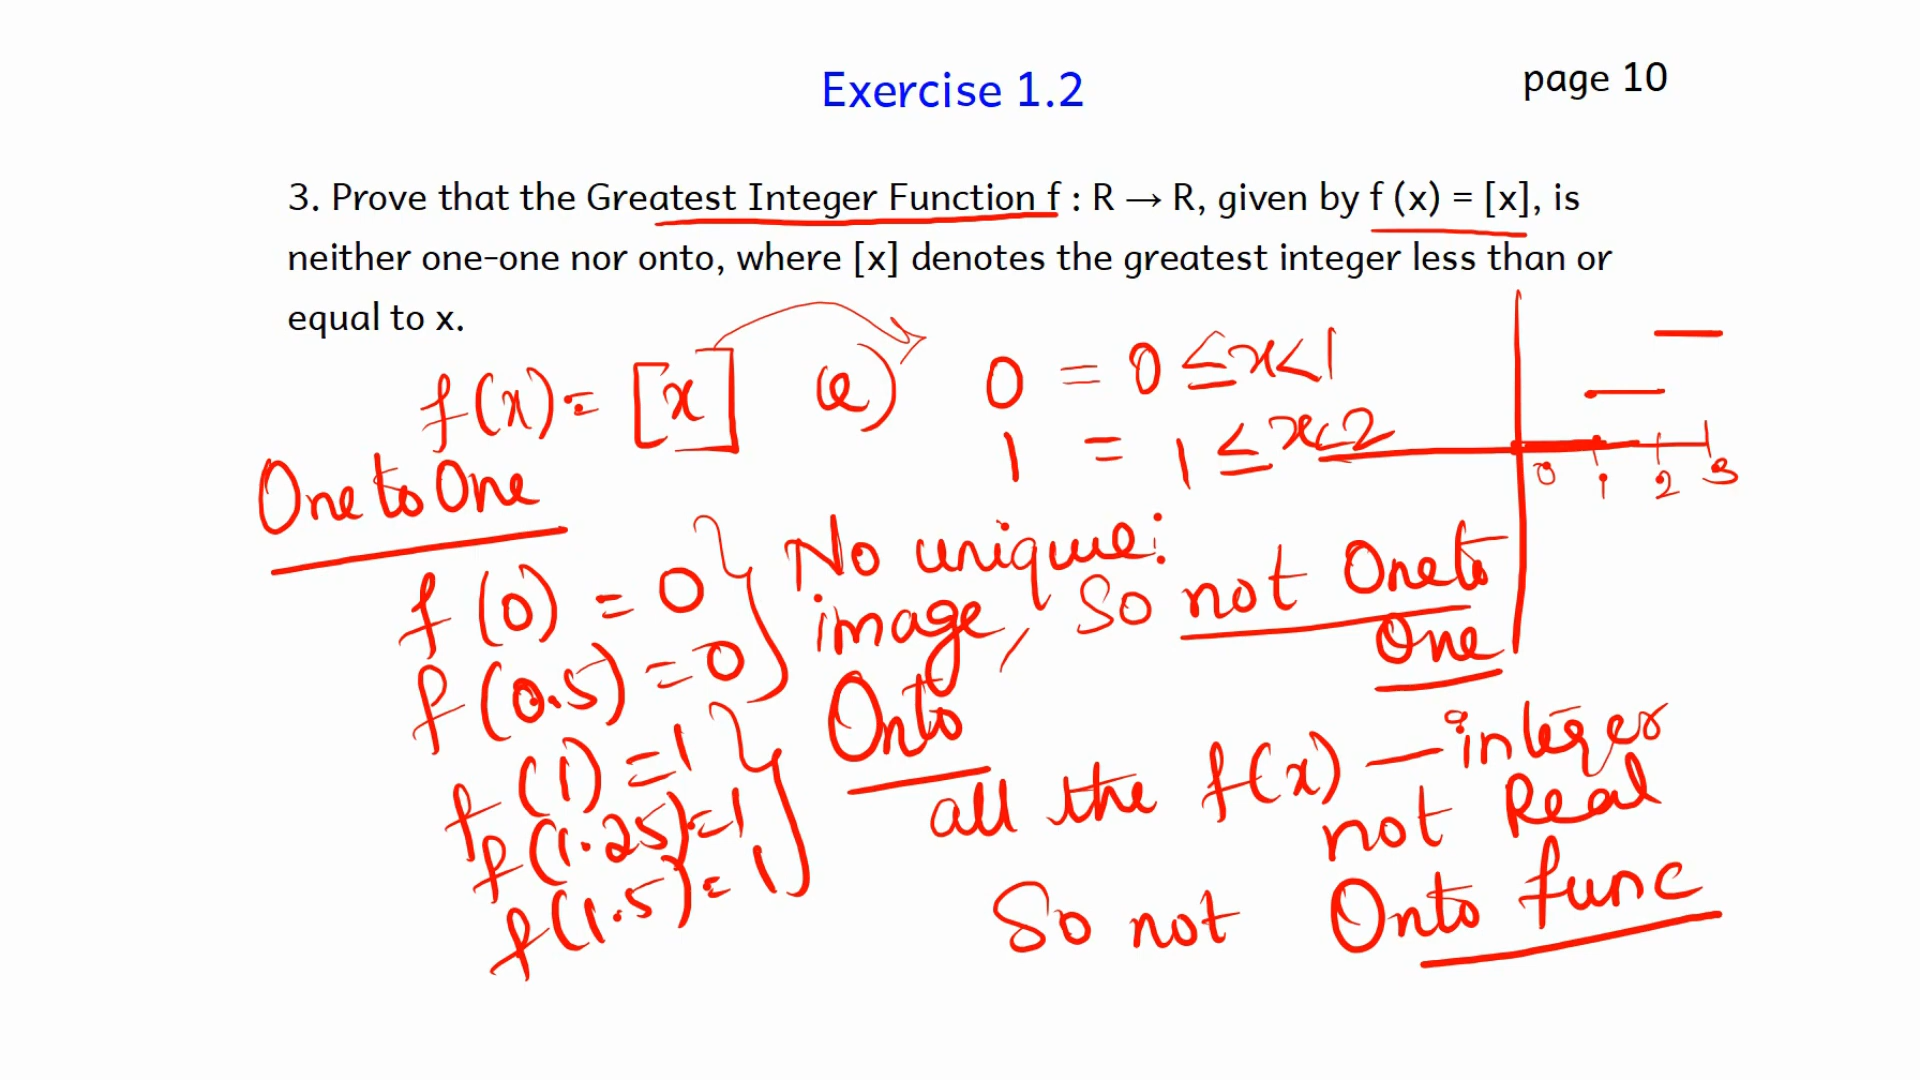 Exercise 1.2
page 10
3. Prove that the Greatest Integer Function f : R → R, given by f (x) = [x], is
neither one-one nor onto, where [x] denotes the greatest integer less than or
equal to x.
f(x) = [x]
0 = 0 ≤ x < 1
1 = 1 ≤ x < 2
0 1 2 3
One to One
f(0) = 0
f(0.5) = 0
f(1) = 1
f(1.25) = 1
f(1.5) = 1
No unique
image, So not One to
One
Onto
all the f(x) — integer
not Real
So not Onto func